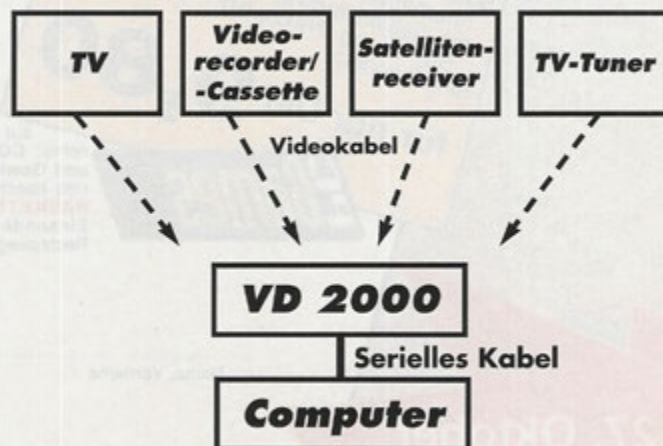 TV
Video-
recorder/
-Cassette
Satelliten-
receiver
TV-Tuner
Videokabel
VD 2000
Serielles Kabel
Computer